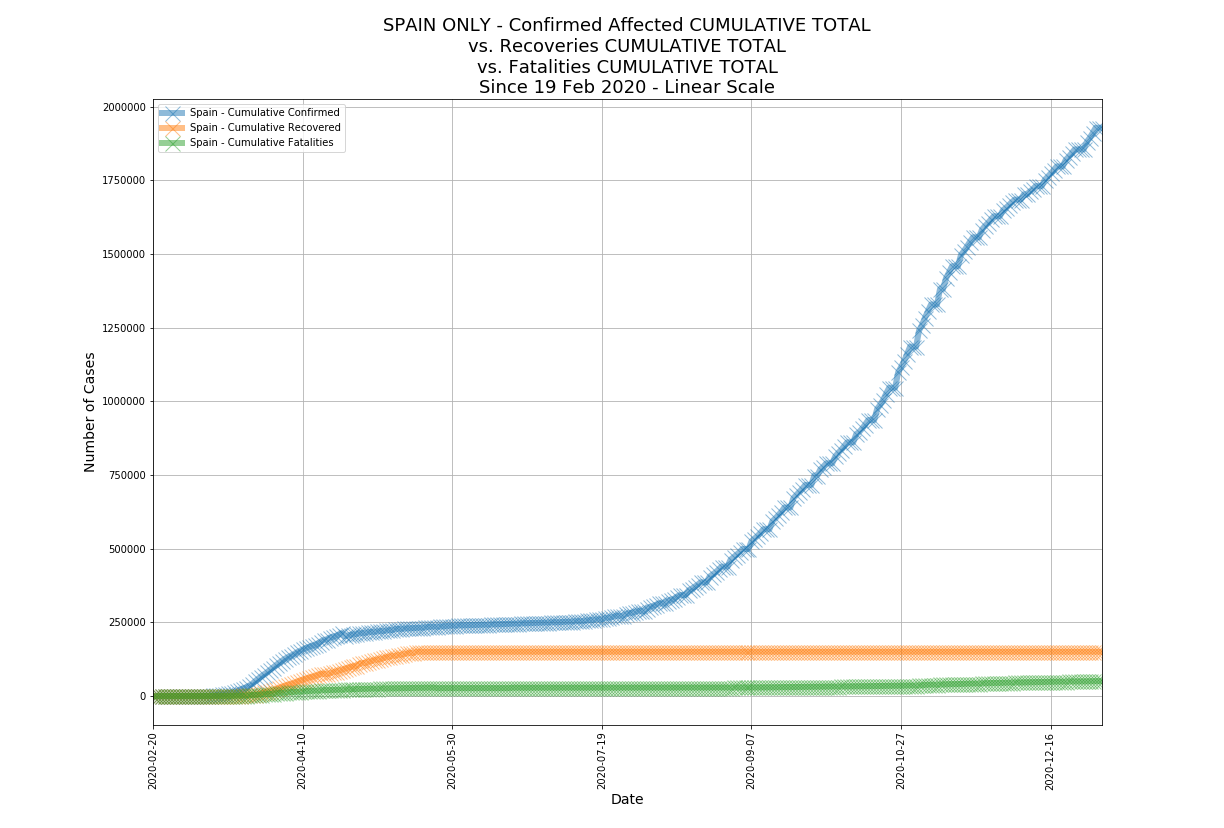 SPAIN ONLY - Confirmed Affected CUMULATIVE TOTAL
vs. Recoveries CUMULATIVE TOTAL
vs. Fatalities CUMULATIVE TOTAL
Since 19 Feb 2020 - Linear Scale
Spain - Cumulative Confirmed
Spain - Cumulative Recovered
Spain - Cumulative Fatalities
Number of Cases
2000000
1750000
1500000
1250000
1000000
750000
500000
250000
0
2020-02-20
2020-04-10
2020-05-30
2020-07-19
2020-09-07
2020-10-27
2020-12-16
Date